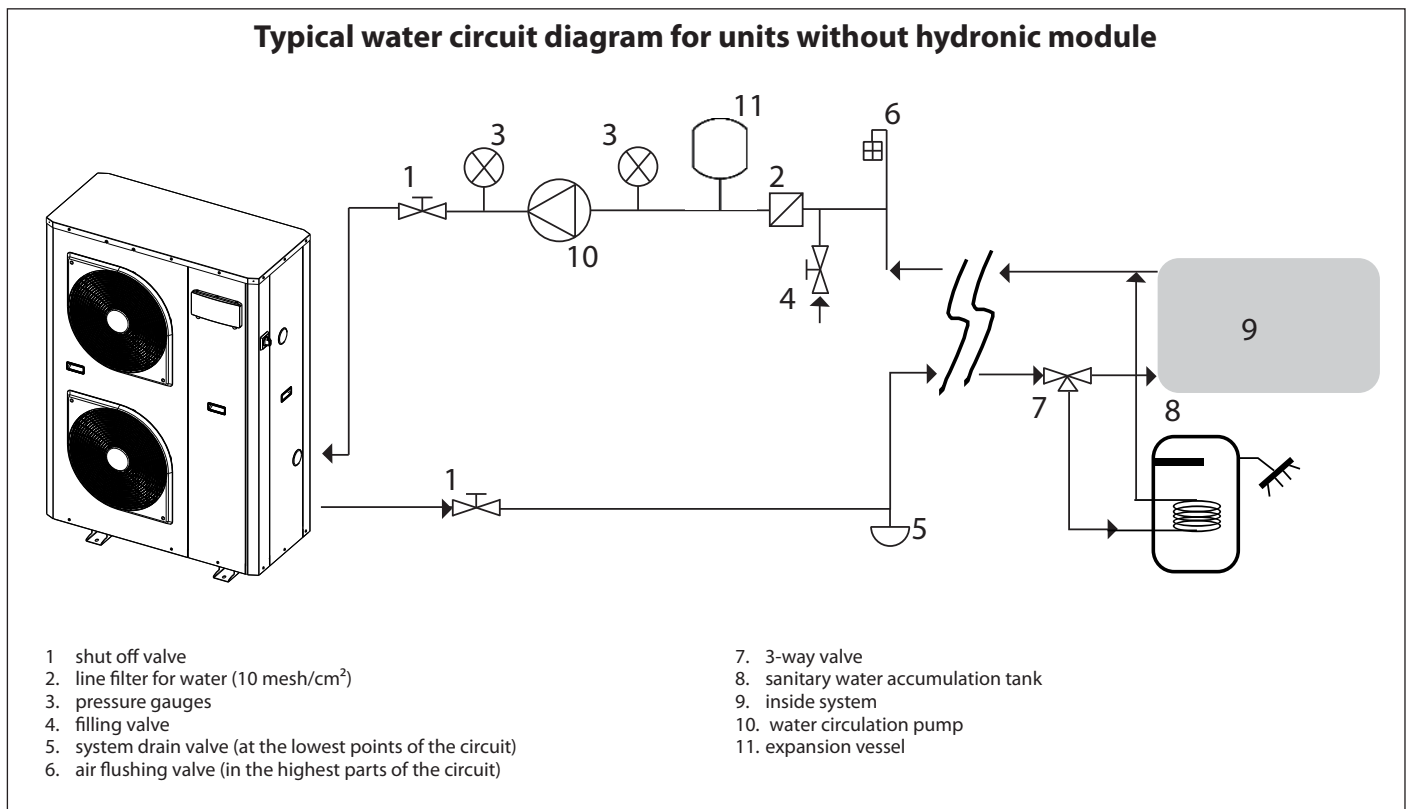 Typical water circuit diagram for units without hydronic module
11
3
3
6
1
2
10
4
9
7
8
1
5
1 shut off valve
2. line filter for water (10 mesh/cm²)
3. pressure gauges
4. filling valve
5. system drain valve (at the lowest points of the circuit)
6. air flushing valve (in the highest parts of the circuit)
7. 3-way valve
8. sanitary water accumulation tank
9. inside system
10. water circulation pump
11. expansion vessel